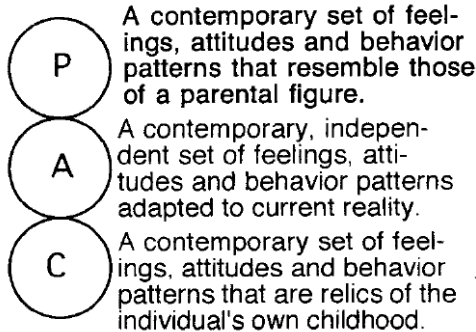 P
A contemporary set of feel-
ings, attitudes and behavior
patterns that resemble those
of a parental figure.
A
A contemporary, indepen-
dent set of feelings, atti-
tudes and behavior patterns
adapted to current reality.
C
A contemporary set of feel-
ings, attitudes and behavior
patterns that are relics of the
individual's own childhood.